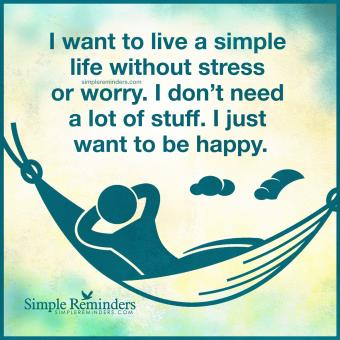 I want to live a simple
life without stress
simplereminders.com
or worry. I don't need
a lot of stuff. I just
want to be happy.
Simple Reminders
SIMPLEREMINDERS.COM